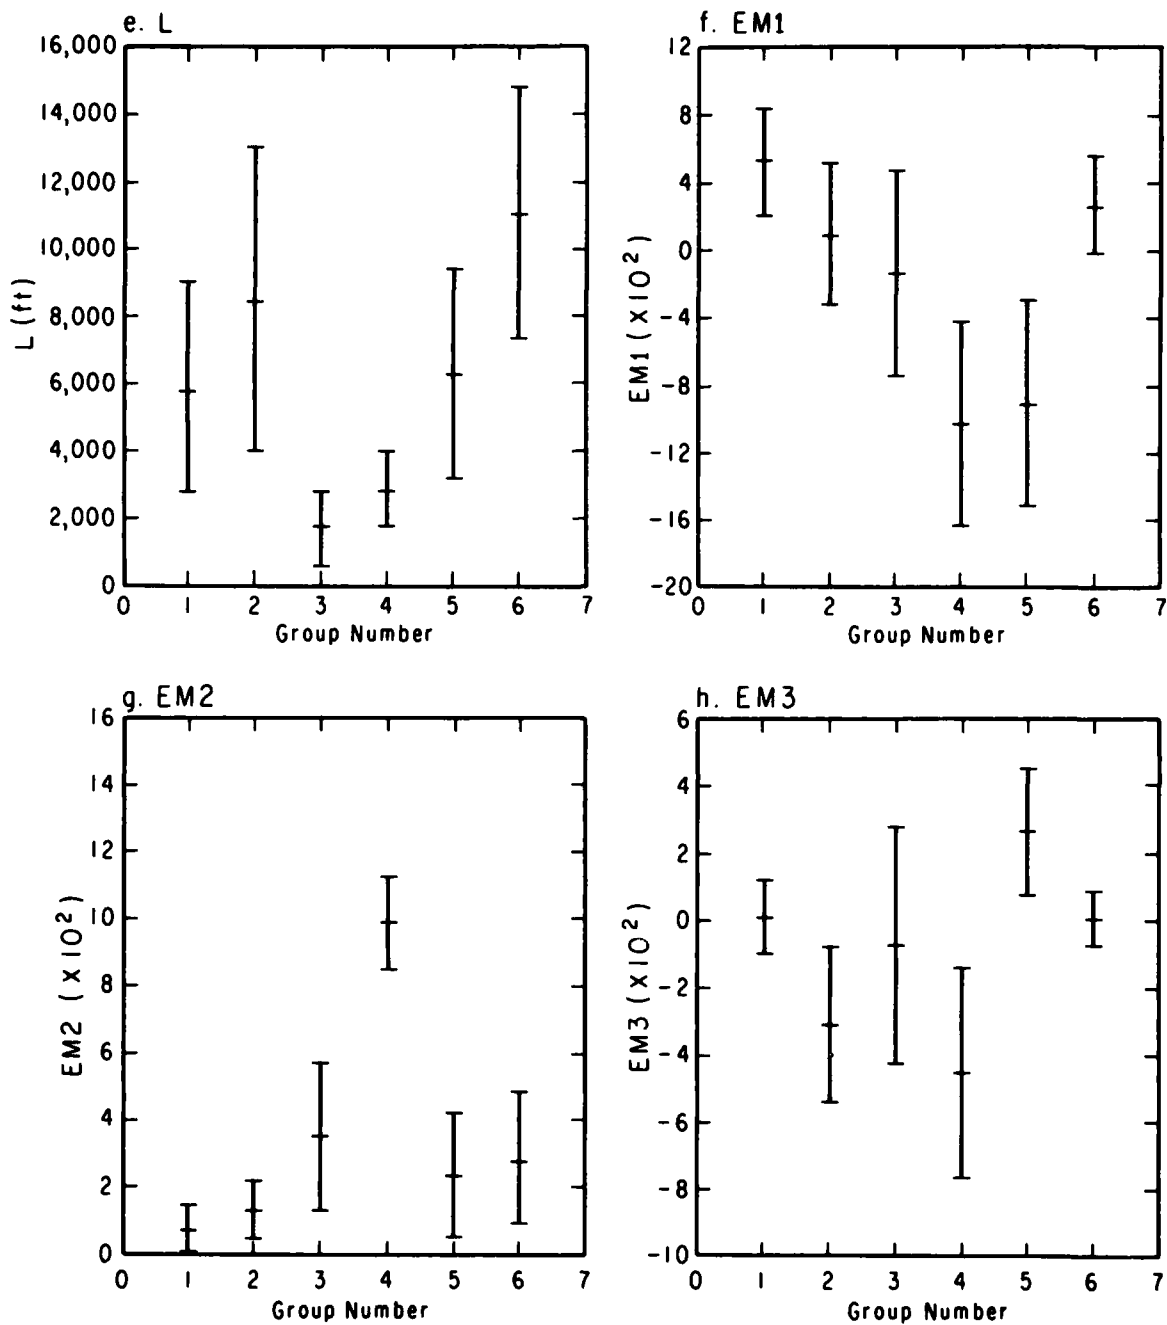 e. L
16,000
14,000
12,000
10,000
8,000
6,000
4,000
2,000
0
L (ft)
0 1 2 3 4 5 6 7
Group Number
f. EM1
12
8
4
0
-4
-8
-12
-16
-20
EM1 (X10²)
0 1 2 3 4 5 6 7
Group Number
g. EM2
16
14
12
10
8
6
4
2
0
EM2 (X10²)
0 1 2 3 4 5 6 7
Group Number
h. EM3
6
4
2
0
-2
-4
-6
-8
-10
EM3 (X10²)
0 1 2 3 4 5 6 7
Group Number